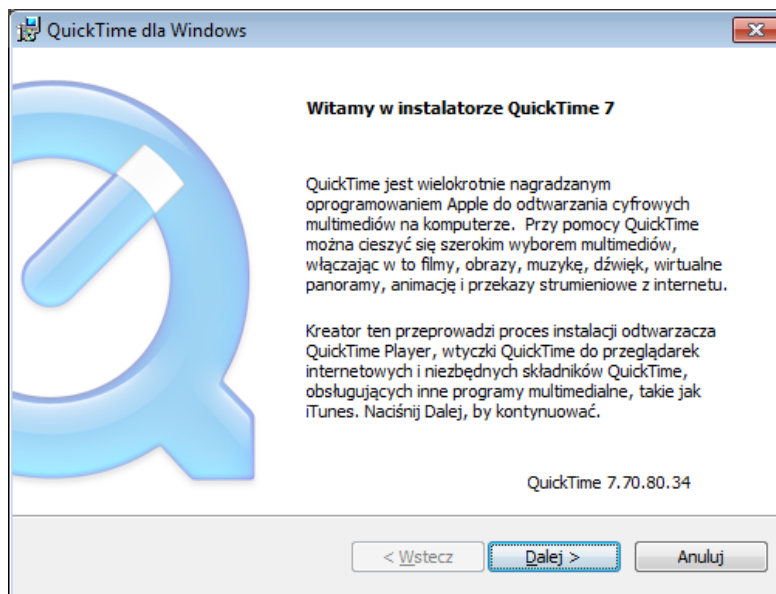 QuickTime dla Windows
Witamy w instalatorze QuickTime 7
QuickTime jest wielokrotnie nagradzanym
oprogramowaniem Apple do odtwarzania cyfrowych
multimediów na komputerze.  Przy pomocy QuickTime
można cieszyć się szerokim wyborem multimediów,
włączając w to filmy, obrazy, muzykę, dźwięk, wirtualne
panoramy, animację i przekazy strumieniowe z internetu.
Kreator ten przeprowadzi proces instalacji odtwarzacza
QuickTime Player, wtyczki QuickTime do przeglądarek
internetowych i niezbędnych składników QuickTime,
obsługujących inne programy multimedialne, takie jak
iTunes. Naciśnij Dalej, by kontynuować.
QuickTime 7.70.80.34
< Wstecz
Dalej >
Anuluj